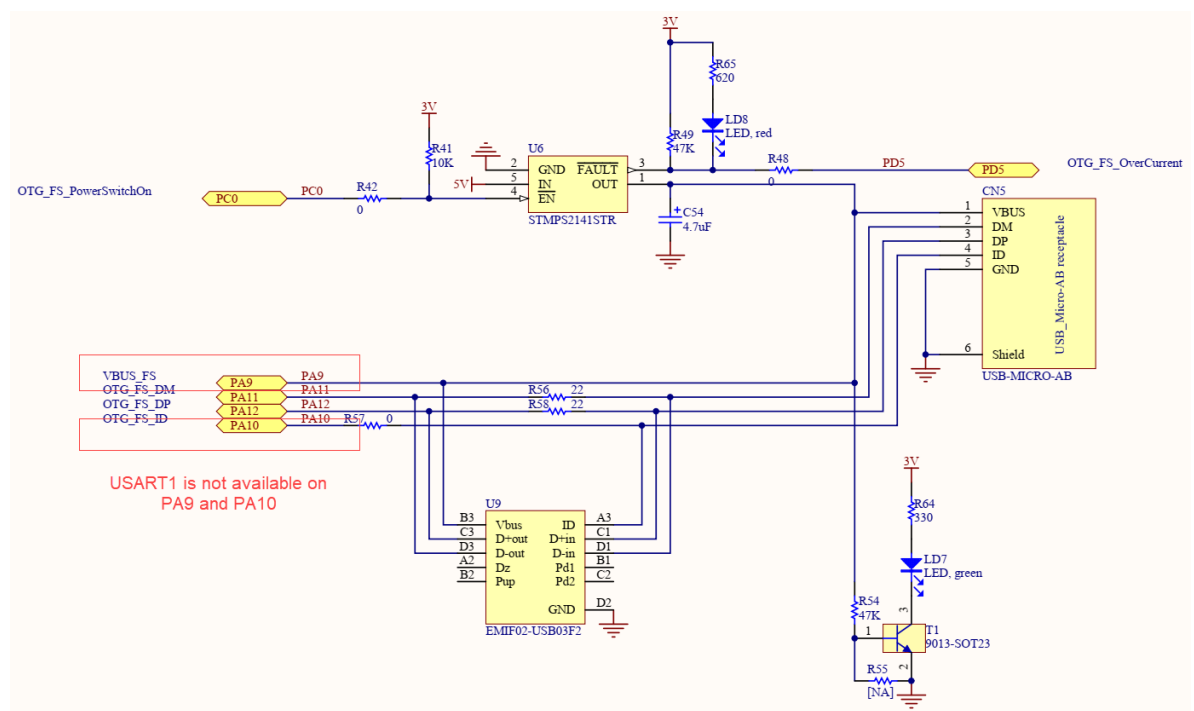 3V
R65
620
3V
LD8
LED, red
R41
10K
R49
47K
U6
2
GND
FAULT
3
5V
5
IN
OUT
1
4
EN
STMPS2141STR
R48
0
PD5
PD5
OTG_FS_OverCurrent
OTG_FS_PowerSwitchOn
PC0
PC0
R42
0
C54
4.7uF
CN5
1
VBUS
2
DM
3
DP
4
ID
5
GND
6
Shield
USB_Micro-AB receptacle
USB-MICRO-AB
VBUS_FS
PA9
PA9
OTG_FS_DM
PA11
PA11
R56
22
OTG_FS_DP
PA12
PA12
R58
22
OTG_FS_ID
PA10
PA10
R57
0
USART1 is not available on
PA9 and PA10
U9
B3
Vbus
ID
A3
C3
D+out
D+in
C1
D3
D-out
D-in
D1
A2
Dz
Pd1
B1
B2
Pup
Pd2
C2
GND
D2
EMIF02-USB03F2
3V
R64
330
LD7
LED, green
R54
47K
3
1
T1
9013-SOT23
2
R55
[NA]